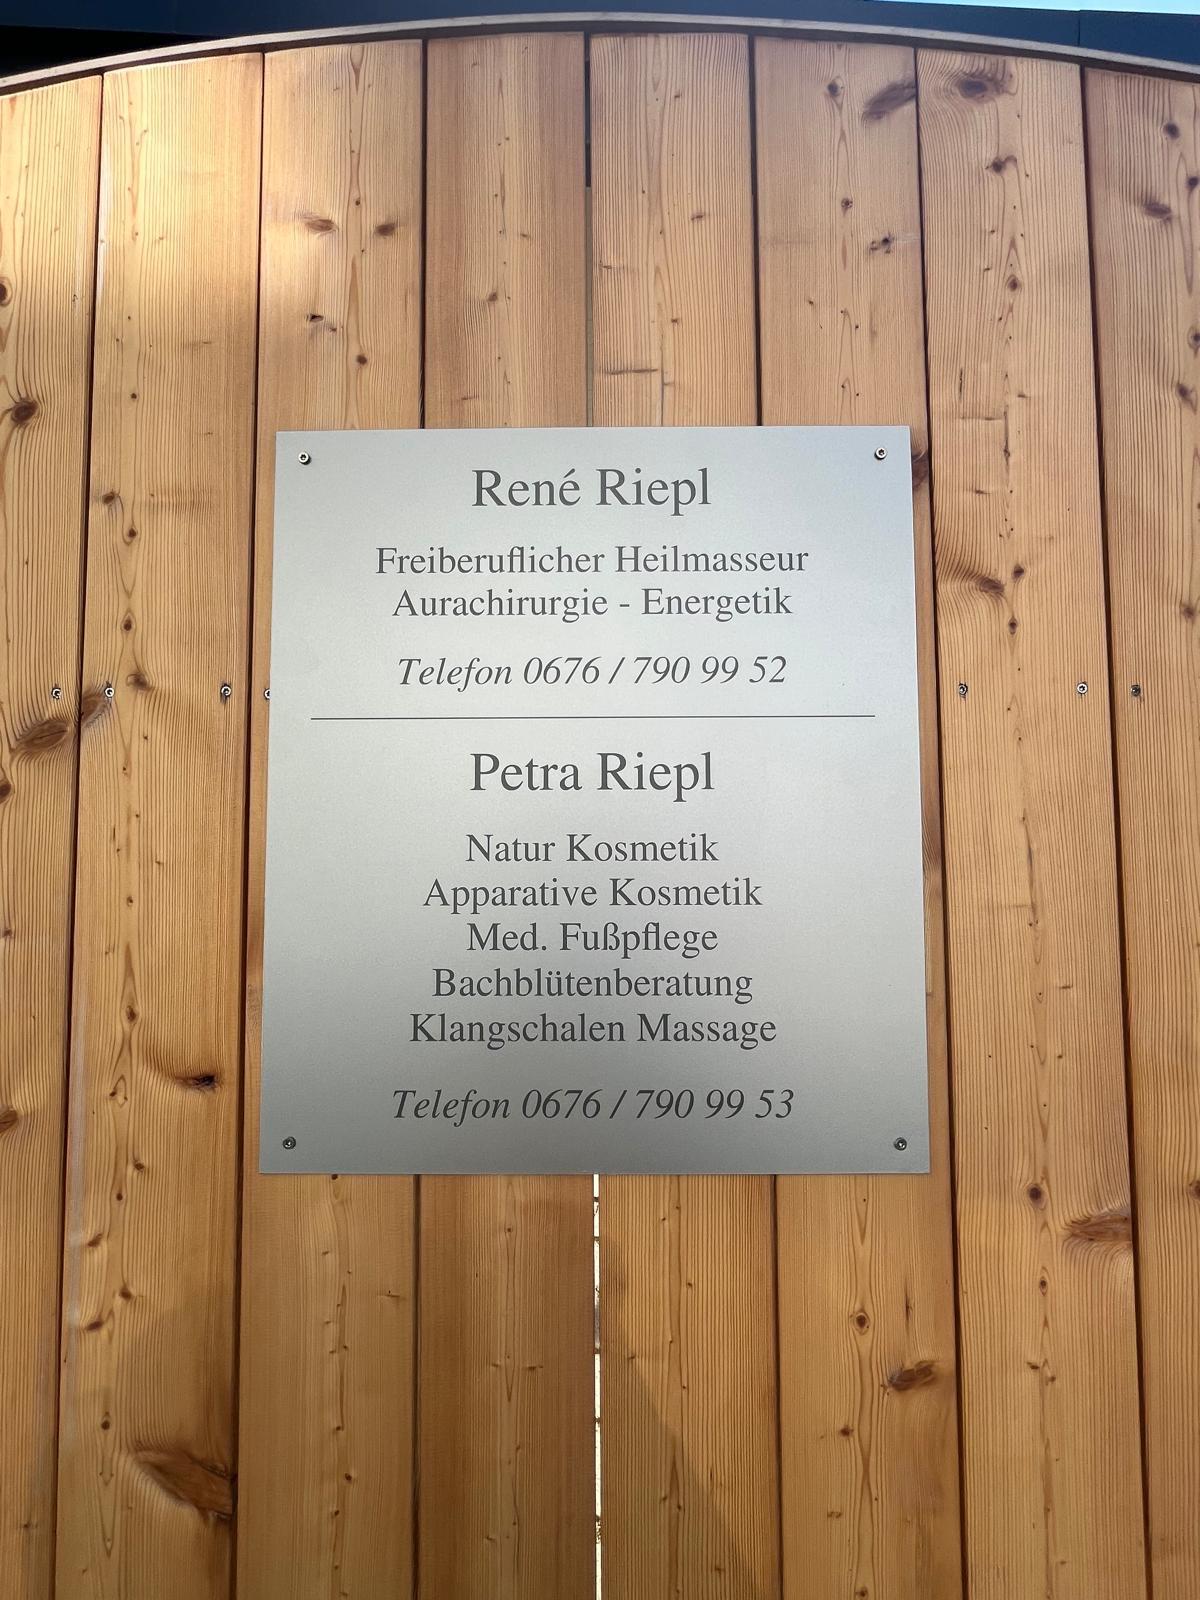 René Riepl
Freiberuflicher Heilmasseur
Aurachirurgie - Energetik
Telefon 0676 / 790 99 52
Petra Riepl
Natur Kosmetik
Apparative Kosmetik
Med. Fußpflege
Bachblütenberatung
Klangschalen Massage
Telefon 0676 / 790 99 53